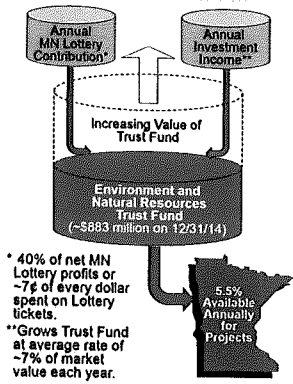 Annual
MN Lottery
Contribution*
Annual
Investment
Income**
Increasing Value of
Trust Fund
Environment and
Natural Resources
Trust Fund
(~$883 million on 12/31/14)
* 40% of net MN
Lottery profits or
~7¢ of every dollar
spent on Lottery
tickets.
**Grows Trust Fund
at average rate of
~7% of market
value each year.
5.5%
Available
Annually
for
Projects